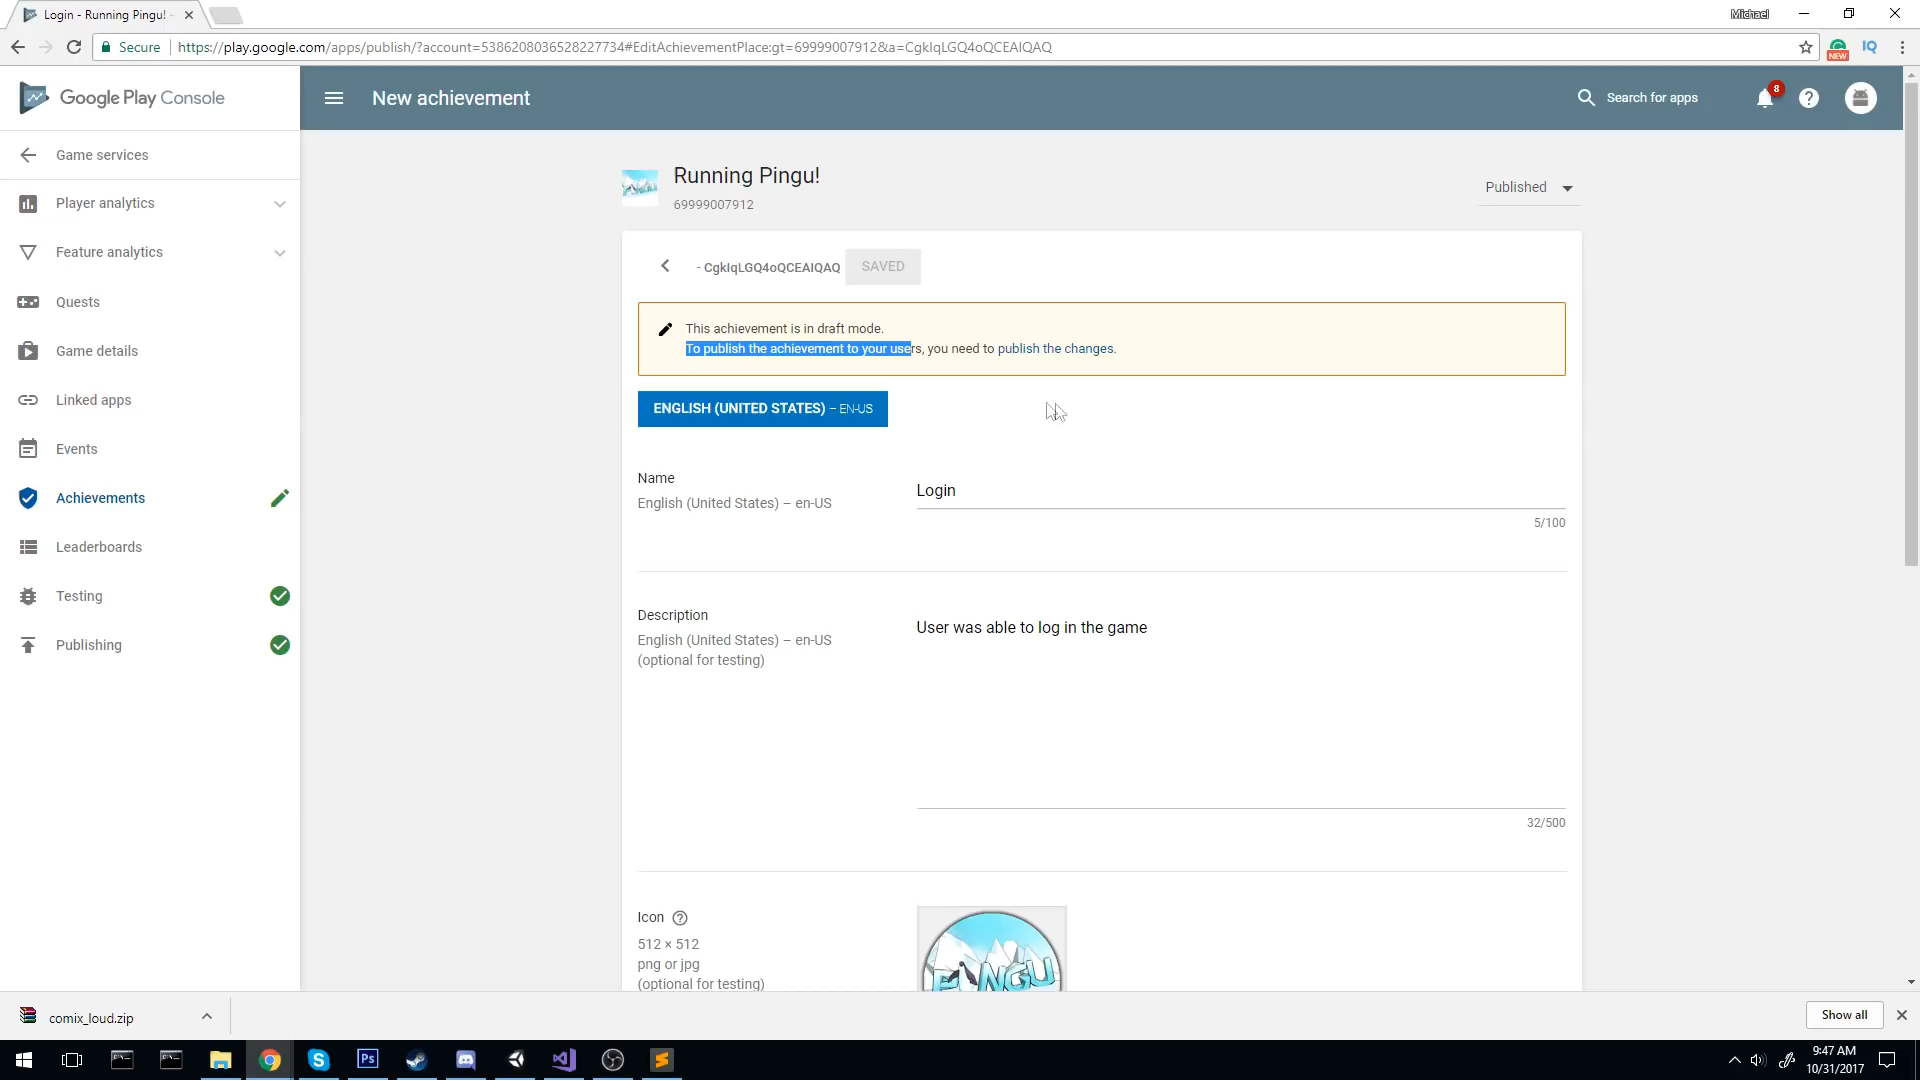 Login - Running Pingu! -
Michael
Secure
https://play.google.com/apps/publish/?account=5386208036528227734#EditAchievementPlace:gt=69999007912&a=CgkIqLGQ4oQCEAIQAQ
NEW
IQ
Google Play Console
New achievement
Search for apps
8
Game services
Player analytics
Feature analytics
Quests
Game details
Linked apps
Events
Achievements
Leaderboards
Testing
Publishing
Running Pingu!
69999007912
Published
- CgkIqLGQ4oQCEAIQAQ
SAVED
This achievement is in draft mode.
To publish the achievement to your users, you need to publish the changes.
ENGLISH (UNITED STATES) – EN-US
Name
English (United States) – en-US
Login
5/100
Description
English (United States) – en-US
(optional for testing)
User was able to log in the game
32/500
Icon
512 × 512
png or jpg
(optional for testing)
PINGU
comix_loud.zip
Show all
Ps
9:47 AM
10/31/2017